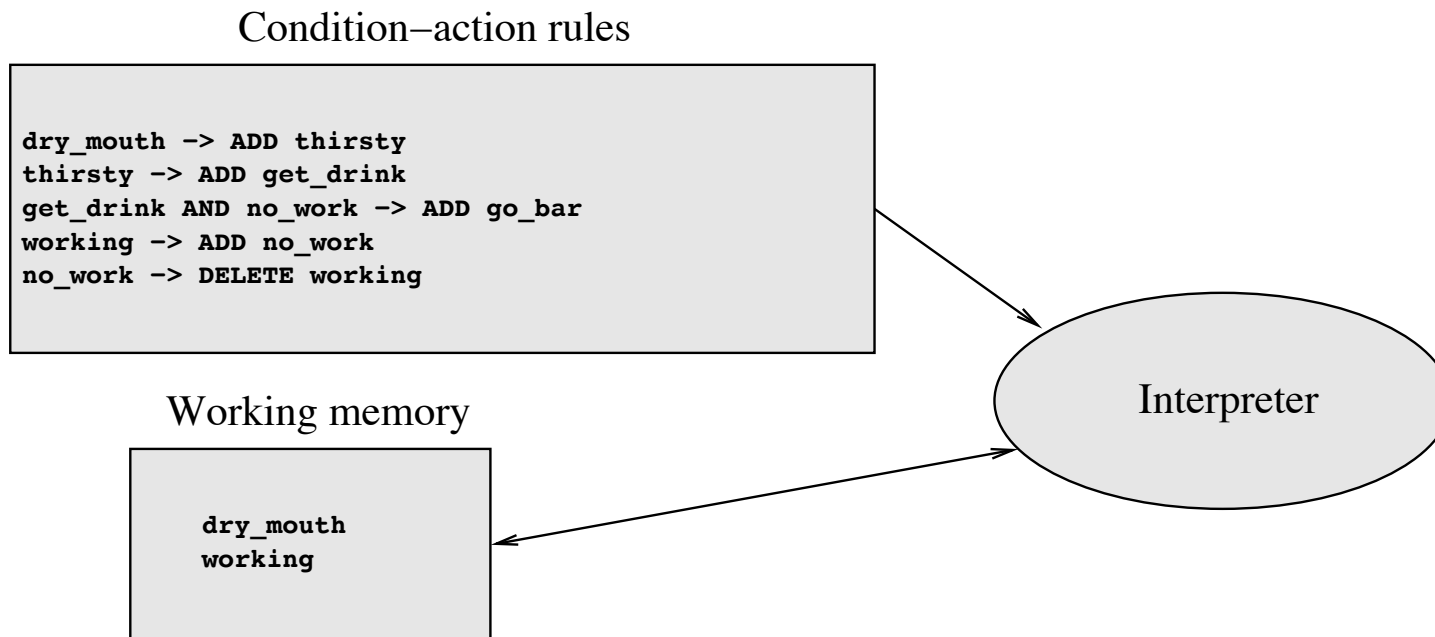 Condition−action rules
dry_mouth −> ADD thirsty
thirsty −> ADD get_drink
get_drink AND no_work −> ADD go_bar
working −> ADD no_work
no_work −> DELETE working
Working memory
dry_mouth
working
Interpreter